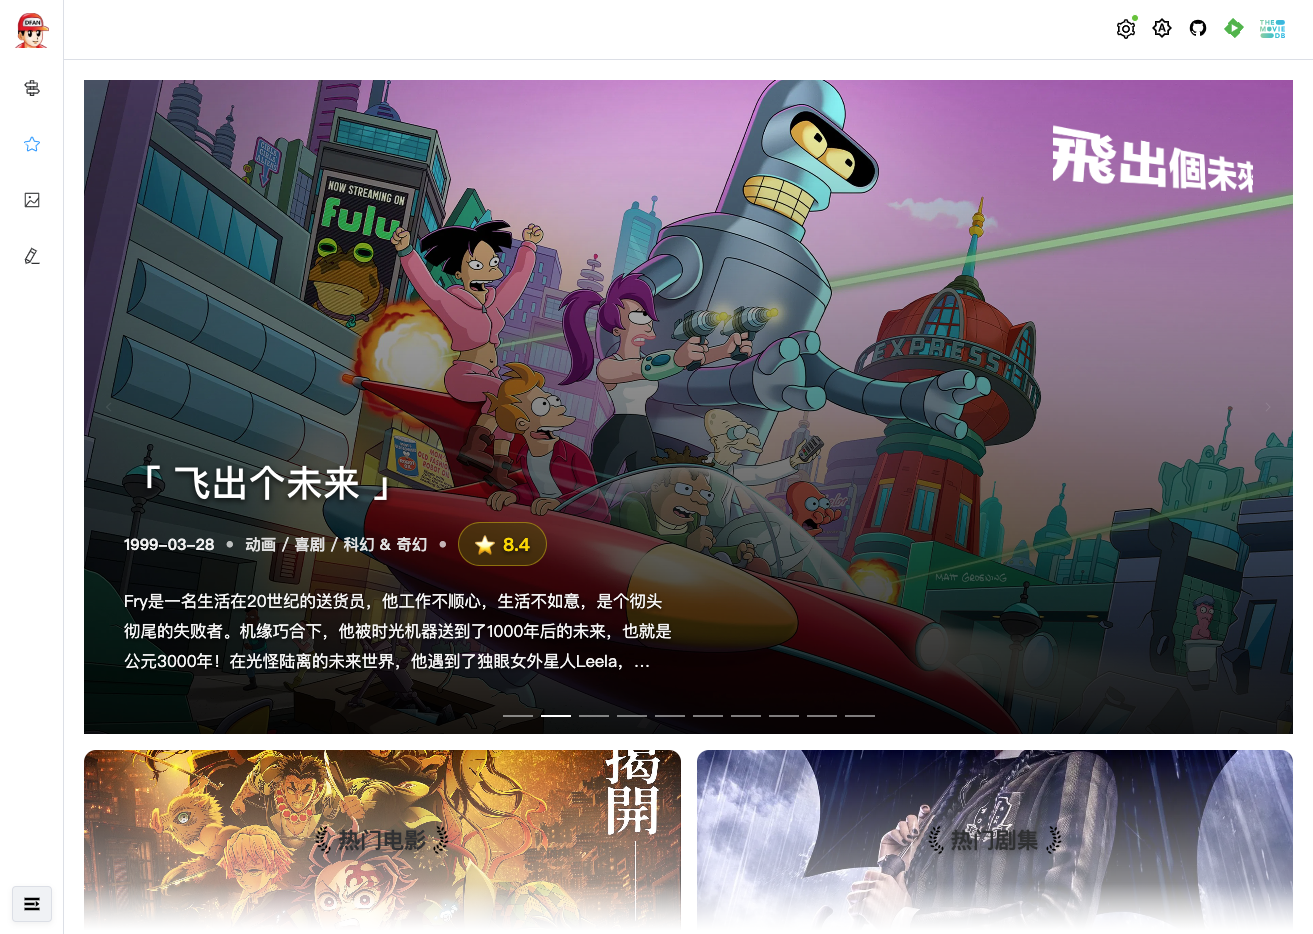 DFAN
THE
MOVIE
DB
GIRLS
GIRLS
ALIENS
NOW STREAMING ON
fulu
飛出個未來
EXPRESS
「 飞出个未来 」
1999-03-28 • 动画 / 喜剧 / 科幻 & 奇幻 • 8.4
MATT GROENING
Fry是一名生活在20世纪的送货员，他工作不顺心，生活不如意，是个彻头
彻尾的失败者。机缘巧合下，他被时光机器送到了1000年后的未来，也就是
公元3000年！在光怪陆离的未来世界，他遇到了独眼女外星人Leela，…
揭開
热门电影
热门剧集